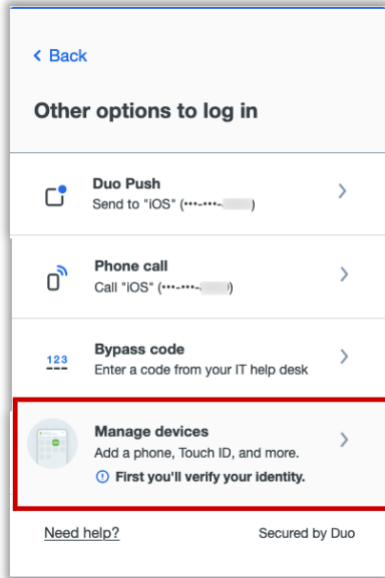 < Back
Other options to log in
Duo Push
Send to "iOS" (•••-•••- )
Phone call
Call "iOS" (•••-•••- )
123
Bypass code
Enter a code from your IT help desk
Manage devices
Add a phone, Touch ID, and more.
First you'll verify your identity.
Need help? Secured by Duo